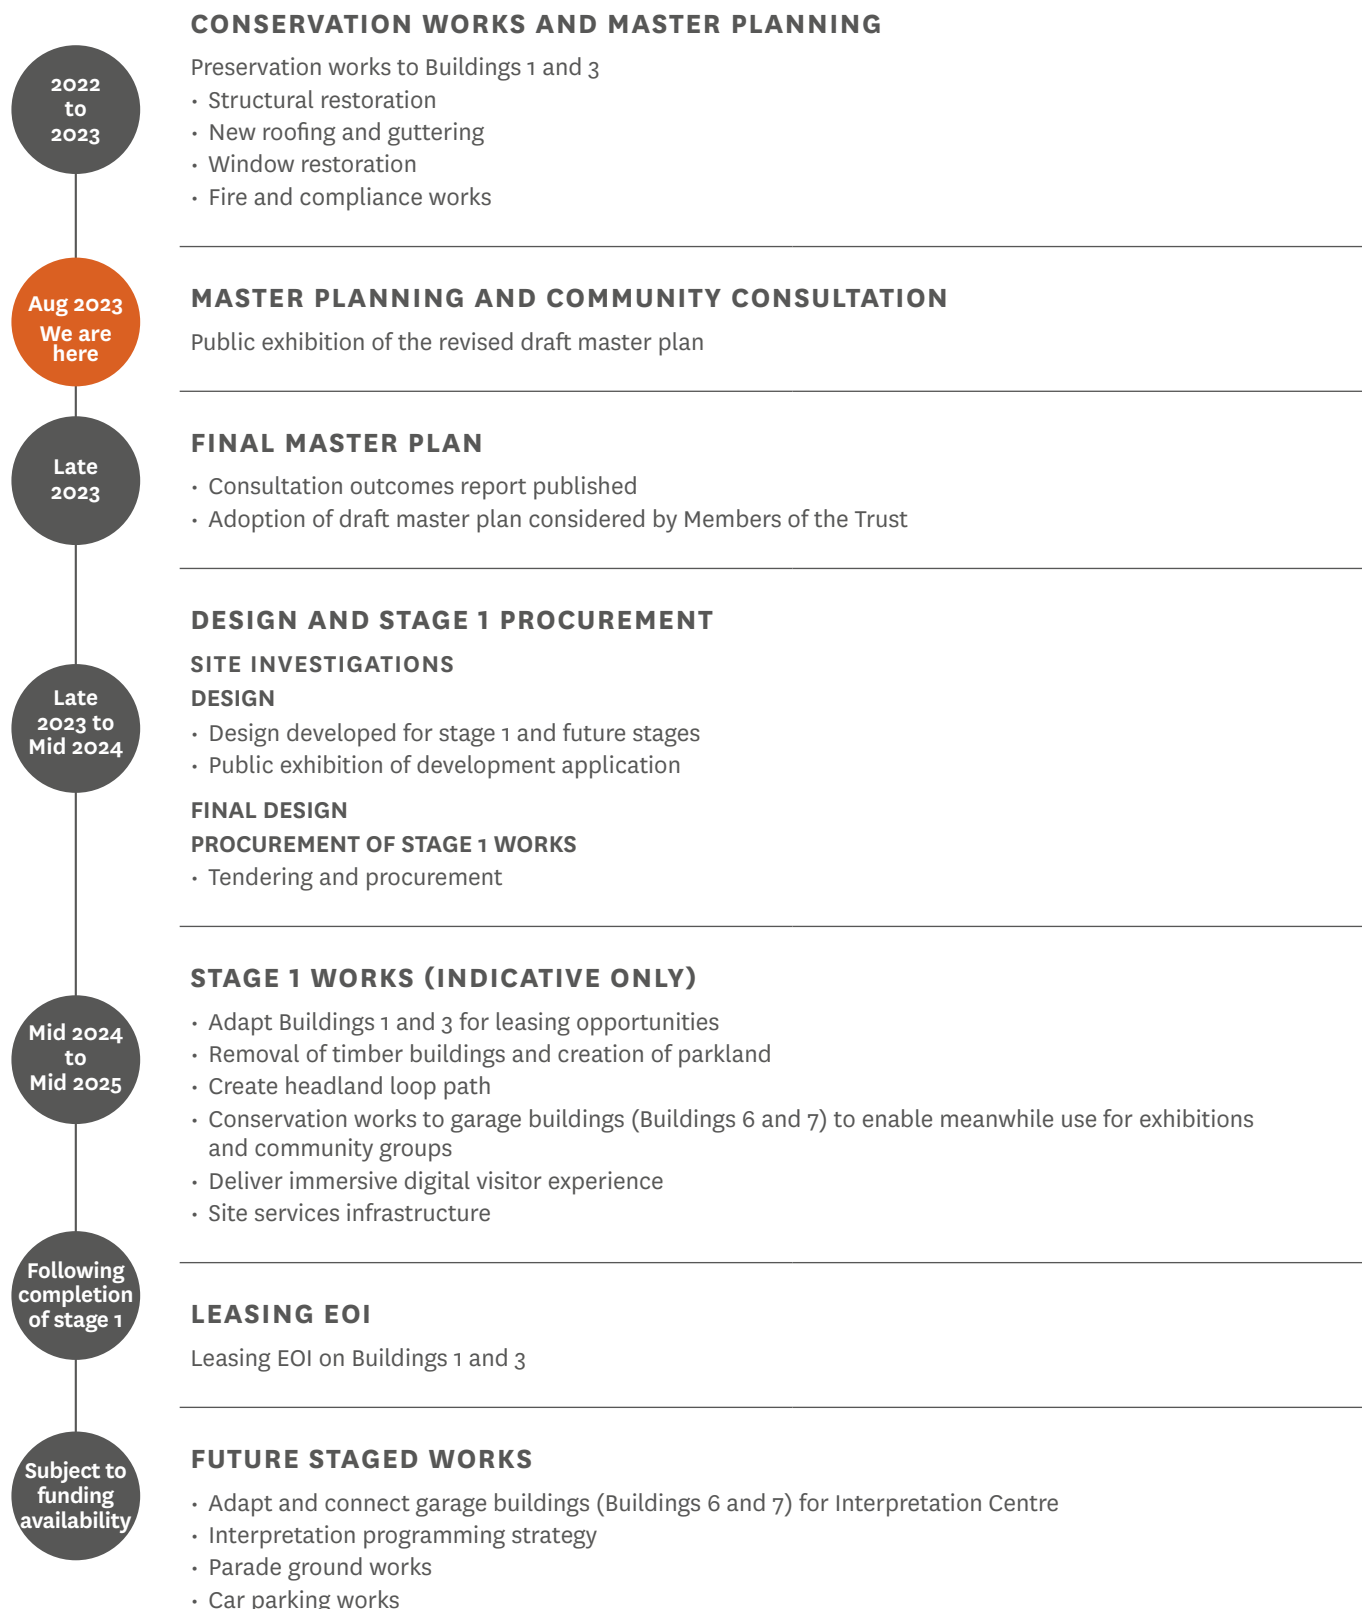 CONSERVATION WORKS AND MASTER PLANNING
2022
to
2023
Preservation works to Buildings 1 and 3
• Structural restoration
• New roofing and guttering
• Window restoration
• Fire and compliance works
Aug 2023
We are
here
MASTER PLANNING AND COMMUNITY CONSULTATION
Public exhibition of the revised draft master plan
Late
2023
FINAL MASTER PLAN
• Consultation outcomes report published
• Adoption of draft master plan considered by Members of the Trust
Late
2023 to
Mid 2024
DESIGN AND STAGE 1 PROCUREMENT
SITE INVESTIGATIONS
DESIGN
• Design developed for stage 1 and future stages
• Public exhibition of development application
FINAL DESIGN
PROCUREMENT OF STAGE 1 WORKS
• Tendering and procurement
Mid 2024
to
Mid 2025
STAGE 1 WORKS (INDICATIVE ONLY)
• Adapt Buildings 1 and 3 for leasing opportunities
• Removal of timber buildings and creation of parkland
• Create headland loop path
• Conservation works to garage buildings (Buildings 6 and 7) to enable meanwhile use for exhibitions
and community groups
• Deliver immersive digital visitor experience
• Site services infrastructure
Following
completion
of stage 1
LEASING EOI
Leasing EOI on Buildings 1 and 3
Subject to
funding
availability
FUTURE STAGED WORKS
• Adapt and connect garage buildings (Buildings 6 and 7) for Interpretation Centre
• Interpretation programming strategy
• Parade ground works
• Car parking works